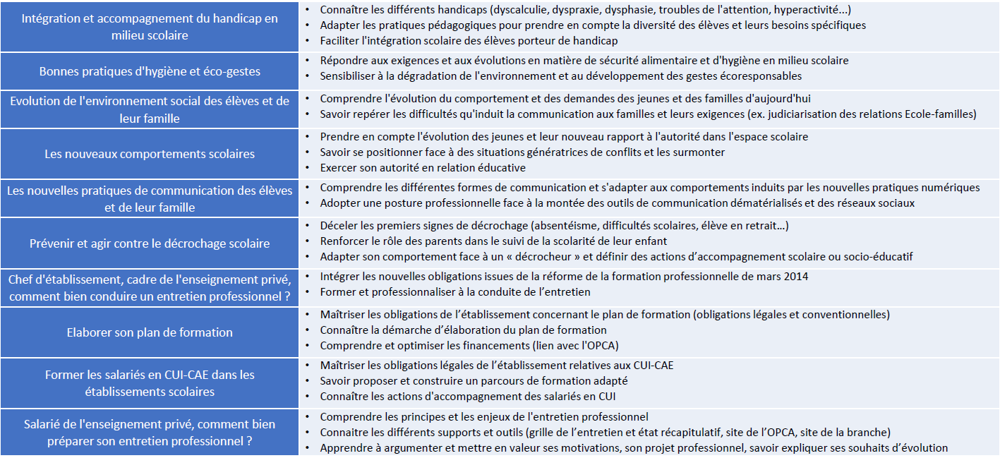 Intégration et accompagnement du handicap en
milieu scolaire
• Connaître les différents handicaps (dyscalculie, dyspraxie, dysphasie, troubles de l'attention, hyperactivité...)
• Adapter les pratiques pédagogiques pour prendre en compte la diversité des élèves et leurs besoins spécifiques
• Faciliter l'intégration scolaire des élèves porteur de handicap
Bonnes pratiques d'hygiène et éco-gestes
• Répondre aux exigences et aux évolutions en matière de sécurité alimentaire et d'hygiène en milieu scolaire
• Sensibiliser à la dégradation de l'environnement et au développement des gestes écoresponsables
Evolution de l'environnement social des élèves et de
leur famille
• Comprendre l'évolution du comportement et des demandes des jeunes et des familles d'aujourd'hui
• Savoir repérer les difficultés qu'induit la communication aux familles et leurs exigences (ex. judiciarisation des relations Ecole-familles)
Les nouveaux comportements scolaires
• Prendre en compte l'évolution des jeunes et leur nouveau rapport à l'autorité dans l'espace scolaire
• Savoir se positionner face à des situations génératrices de conflits et les surmonter
• Exercer son autorité en relation éducative
Les nouvelles pratiques de communication des élèves
et de leur famille
• Comprendre les différentes formes de communication et s'adapter aux comportements induits par les nouvelles pratiques numériques
• Adopter une posture professionnelle face à la montée des outils de communication dématérialisés et des réseaux sociaux
Prévenir et agir contre le décrochage scolaire
• Déceler les premiers signes de décrochage (absentéisme, difficultés scolaires, élève en retrait…)
• Renforcer le rôle des parents dans le suivi de la scolarité de leur enfant
• Adapter son comportement face à un « décrocheur » et définir des actions d’accompagnement scolaire ou socio-éducatif
Chef d'établissement, cadre de l'enseignement privé,
comment bien conduire un entretien professionnel ?
• Intégrer les nouvelles obligations issues de la réforme de la formation professionnelle de mars 2014
• Former et professionnaliser à la conduite de l’entretien
Elaborer son plan de formation
• Maîtriser les obligations de l’établissement concernant le plan de formation (obligations légales et conventionnelles)
• Connaître la démarche d’élaboration du plan de formation
• Comprendre et optimiser les financements (lien avec l'OPCA)
Former les salariés en CUI-CAE dans les
établissements scolaires
• Maîtriser les obligations légales de l’établissement relatives aux CUI-CAE
• Savoir proposer et construire un parcours de formation adapté
• Connaître les actions d'accompagnement des salariés en CUI
Salarié de l'enseignement privé, comment bien
préparer son entretien professionnel ?
• Comprendre les principes et les enjeux de l'entretien professionnel
• Connaitre les différents supports et outils (grille de l’entretien et état récapitulatif, site de l’OPCA, site de la branche)
• Apprendre à argumenter et mettre en valeur ses motivations, son projet professionnel, savoir expliquer ses souhaits d’évolution